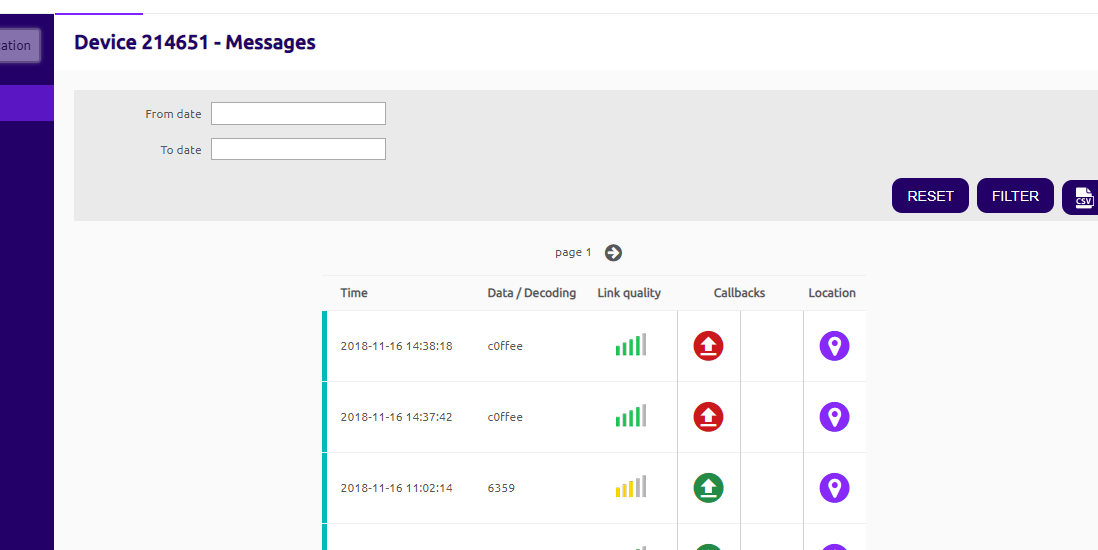 Device 214651 - Messages
ation
From date
To date
RESET FILTER CSV
page 1
Time Data / Decoding Link quality Callbacks Location
2018-11-16 14:38:18 c0ffee
2018-11-16 14:37:42 c0ffee
2018-11-16 11:02:14 6359